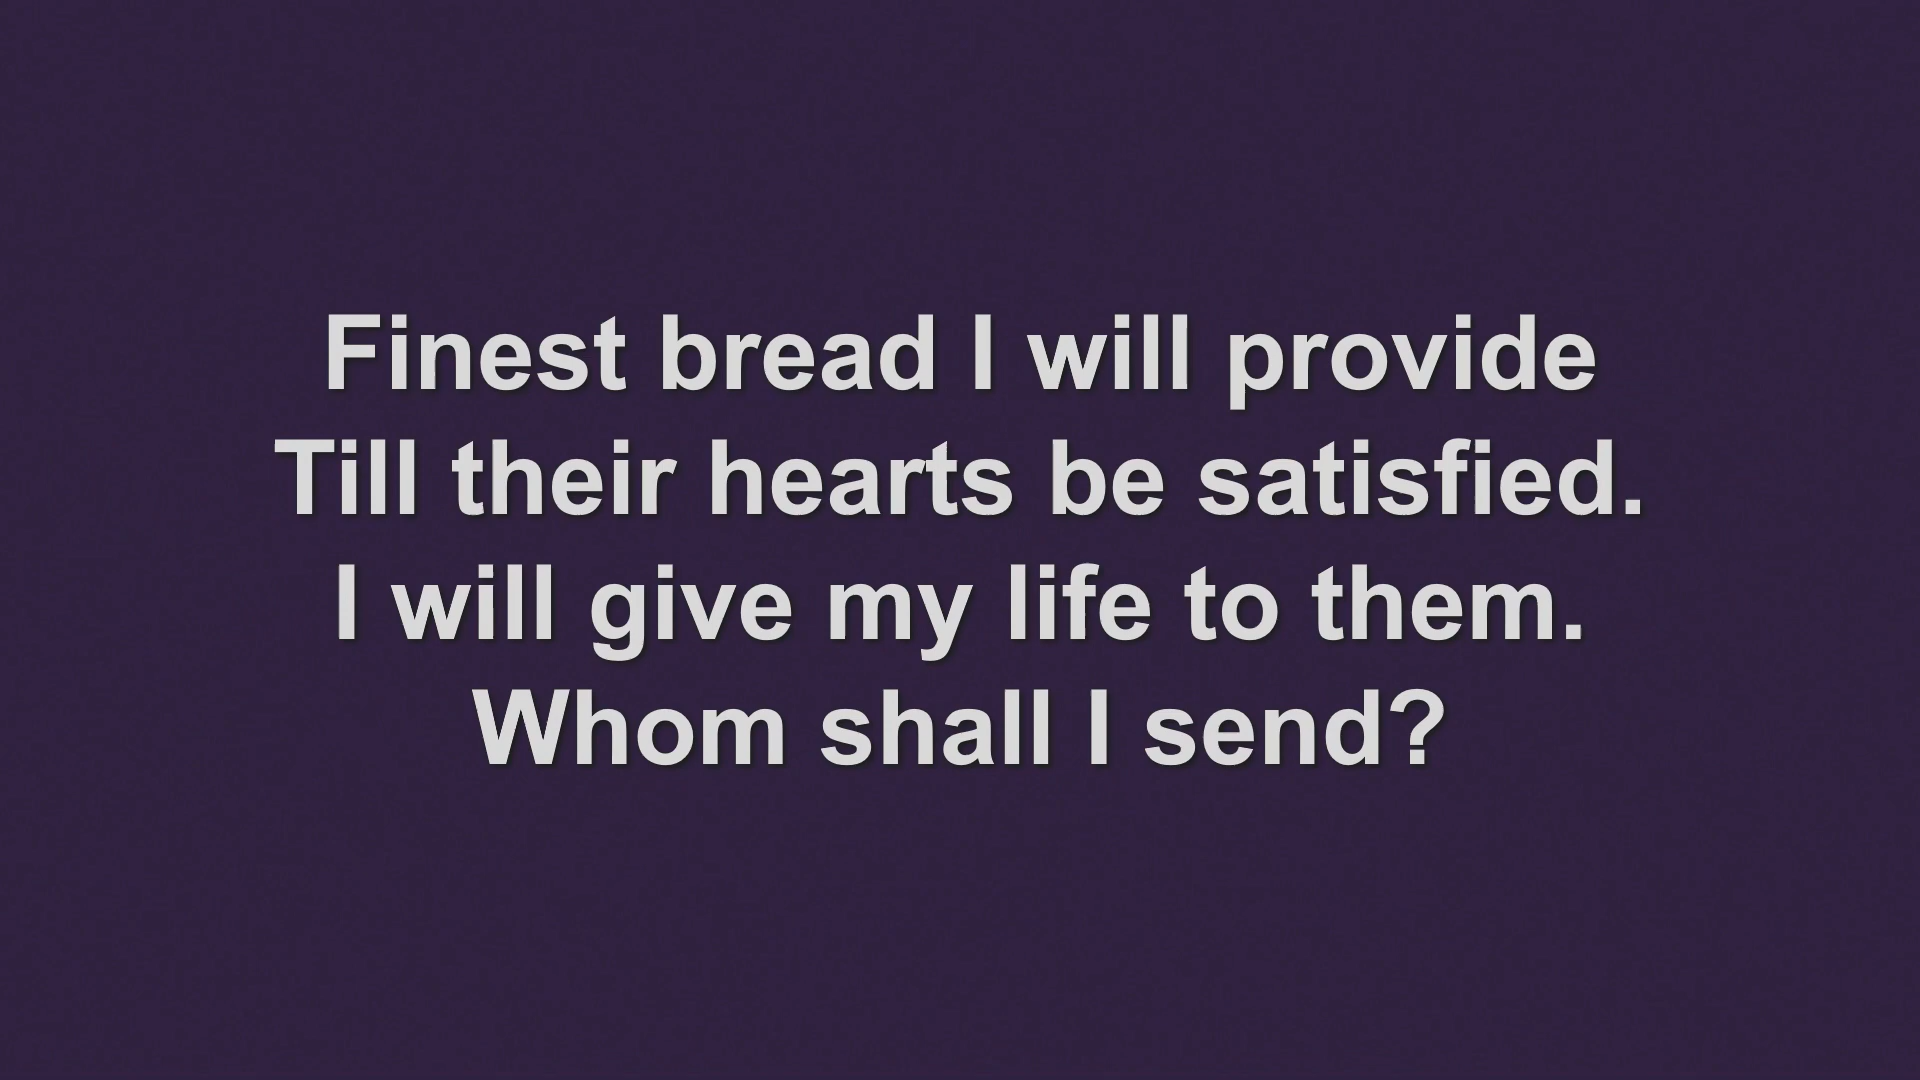 Finest bread I will provide
Till their hearts be satisfied.
I will give my life to them.
Whom shall I send?